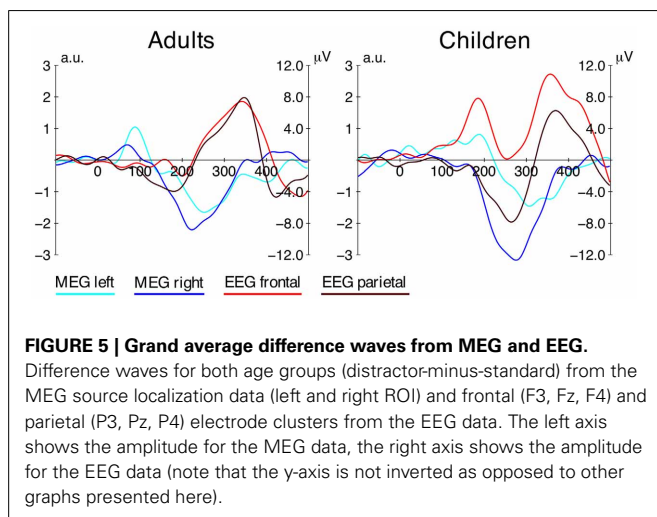 Adults
Children
a.u.
μV
a.u.
μV
3
12.0
3
12.0
2
8.0
2
8.0
1
4.0
1
4.0
0
0
100
200
300
400
0
0
100
200
300
400
−1
−4.0
−1
−4.0
−2
−8.0
−2
−8.0
−3
−12.0
−3
−12.0
MEG left
MEG right
EEG frontal
EEG parietal
FIGURE 5 | Grand average difference waves from MEG and EEG.
Difference waves for both age groups (distractor-minus-standard) from the
MEG source localization data (left and right ROI) and frontal (F3, Fz, F4) and
parietal (P3, Pz, P4) electrode clusters from the EEG data. The left axis
shows the amplitude for the MEG data, the right axis shows the amplitude
for the EEG data (note that the y-axis is not inverted as opposed to other
graphs presented here).